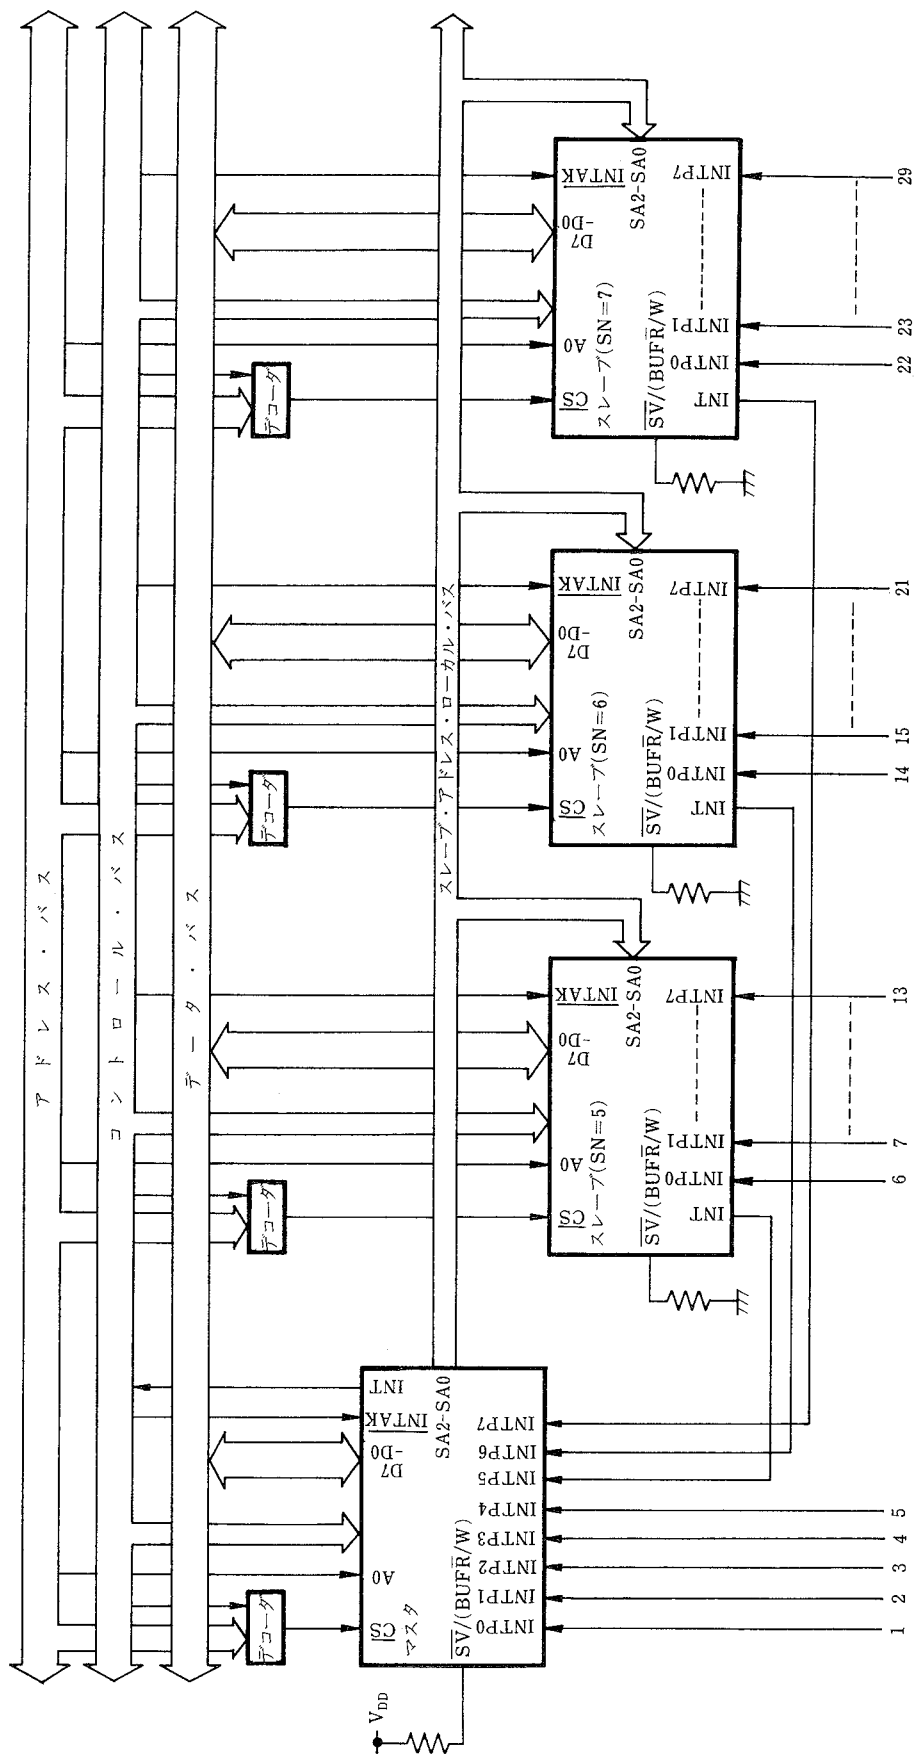 アドレス・バス
コントロール・バス
データ・バス
スレーブ・アドレス・ローカル・バス
デコーダ
デコーダ
デコーダ
デコーダ
VDD
CS
A0
D7
-D0
INTAK
INT
マスタ
SA2-SA0
SV/(BUFR/W)
INTP0
INTP1
INTP2
INTP3
INTP4
INTP5
INTP6
INTP7
1
2
3
4
5
CS
A0
D7
-D0
INTAK
スレーブ(SN=5)
SA2-SA0
SV/(BUFR/W)
INT
INTP0
INTP1
INTP7
6
7
13
CS
A0
D7
-D0
INTAK
スレーブ(SN=6)
SA2-SA0
SV/(BUFR/W)
INT
INTP0
INTP1
INTP7
14
15
21
CS
A0
D7
-D0
INTAK
スレーブ(SN=7)
SA2-SA0
SV/(BUFR/W)
INT
INTP0
INTP1
INTP7
22
23
29